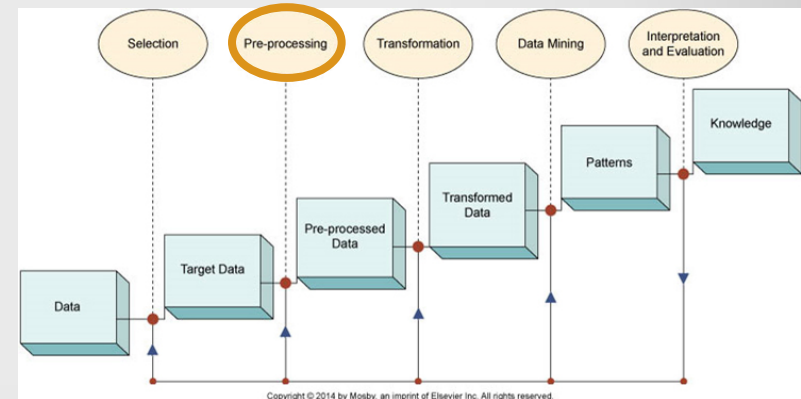 Selection
Pre-processing
Transformation
Data Mining
Interpretation
and Evaluation
Knowledge
Patterns
Transformed
Data
Pre-processed
Data
Target Data
Data
Copyright © 2014 by Mosby, an imprint of Elsevier Inc. All rights reserved.